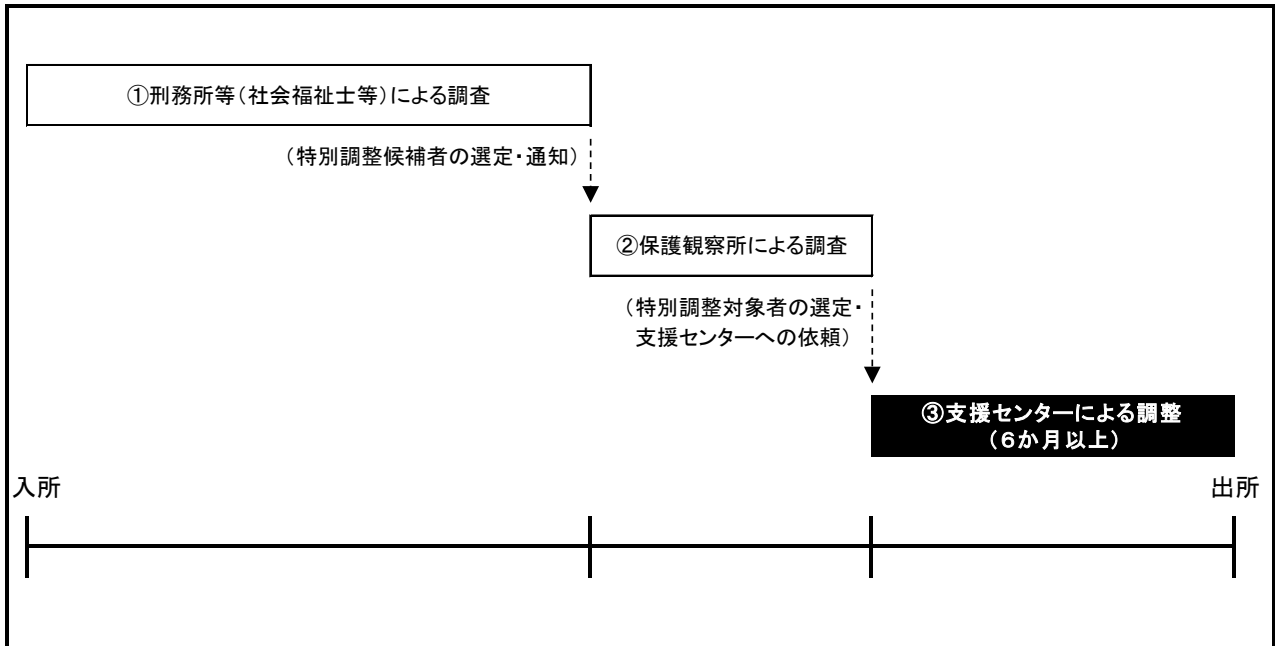 ①刑務所等（社会福祉士等）による調査
（特別調整候補者の選定・通知）
②保護観察所による調査
（特別調整対象者の選定・
支援センターへの依頼）
③支援センターによる調整
（６か月以上）
入所
出所